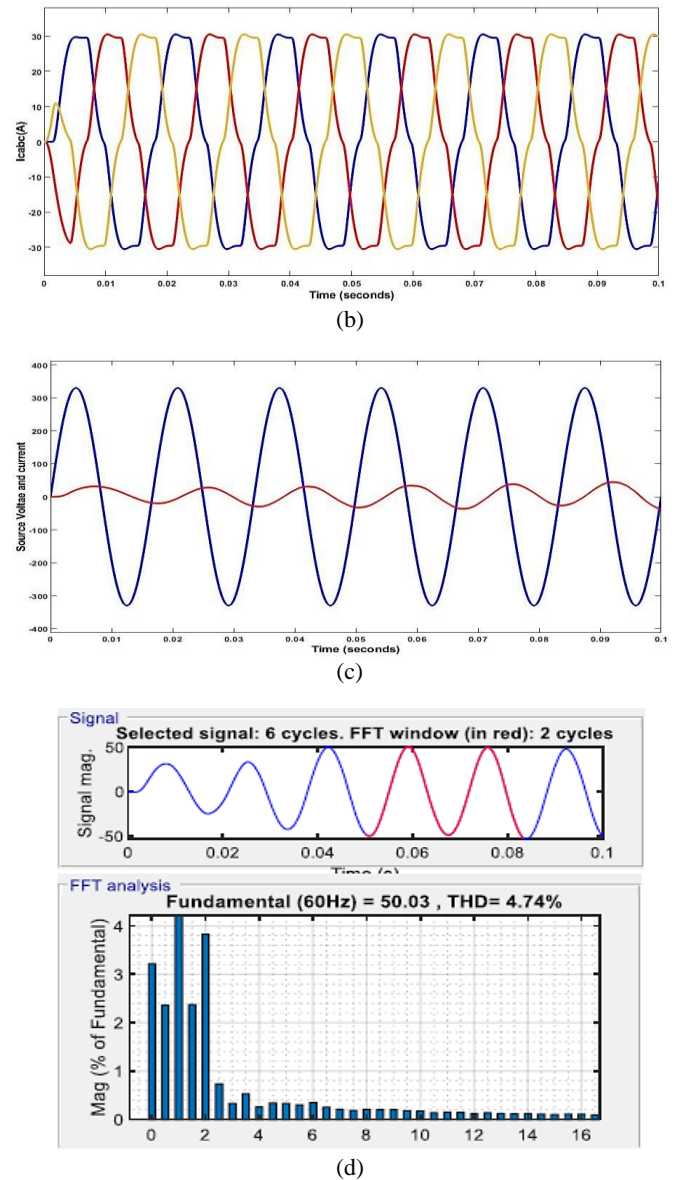 30
20
10
0
-10
-20
-30
Icabc(A)
0 0.01 0.02 0.03 0.04 0.05 0.06 0.07 0.08 0.09 0.1
Time (seconds)
(b)
400
300
200
100
0
-100
-200
-300
-400
Source Voltae and current
0 0.01 0.02 0.03 0.04 0.05 0.06 0.07 0.08 0.09 0.1
Time (seconds)
(c)
Signal
Selected signal: 6 cycles. FFT window (in red): 2 cycles
50
0
-50
Signal mag.
0 0.02 0.04 0.06 0.08 0.1
Time (s)
FFT analysis
Fundamental (60Hz) = 50.03 , THD= 4.74%
4
3
2
1
0
Mag (% of Fundamental)
0 2 4 6 8 10 12 14 16
(d)